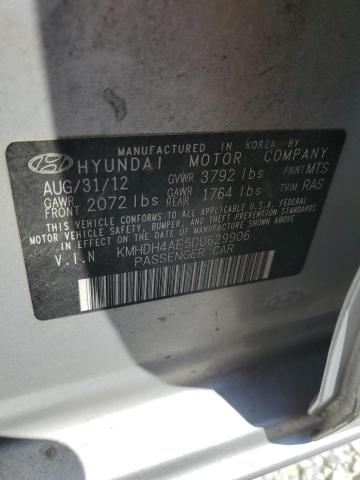 MANUFACTURED IN KOREA BY
HYUNDAI MOTOR COMPANY
AUG/31/12 GVWR 3792 lbs PAINT MTS
GAWR FRONT 2072 lbs GAWR REAR 1764 lbs TRIM RAS
THIS VEHICLE CONFORMS TO ALL APPLICABLE U.S.A. FEDERAL
MOTOR VEHICLE SAFETY, BUMPER, AND THEFT PREVENTION
STANDARDS IN EFFECT ON THE DATE OF MANUFACTURE SHOWN ABOVE.
V.I.N KMHDH4AE5DU629906
PASSENGER CAR